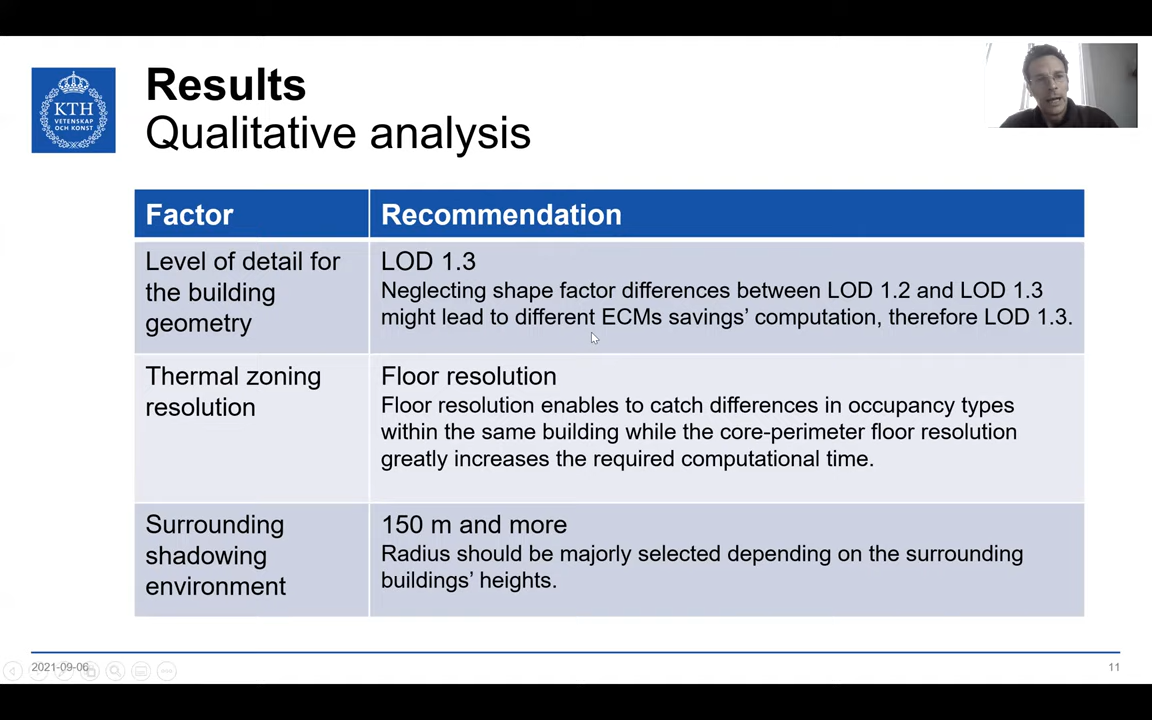 KTH
VETENSKAP
OCH KONST
Results
Qualitative analysis
Factor
Recommendation
Level of detail for
the building
geometry
LOD 1.3
Neglecting shape factor differences between LOD 1.2 and LOD 1.3
might lead to different ECMs savings’ computation, therefore LOD 1.3.
Thermal zoning
resolution
Floor resolution
Floor resolution enables to catch differences in occupancy types
within the same building while the core-perimeter floor resolution
greatly increases the required computational time.
Surrounding
shadowing
environment
150 m and more
Radius should be majorly selected depending on the surrounding
buildings’ heights.
2021-09-06
11